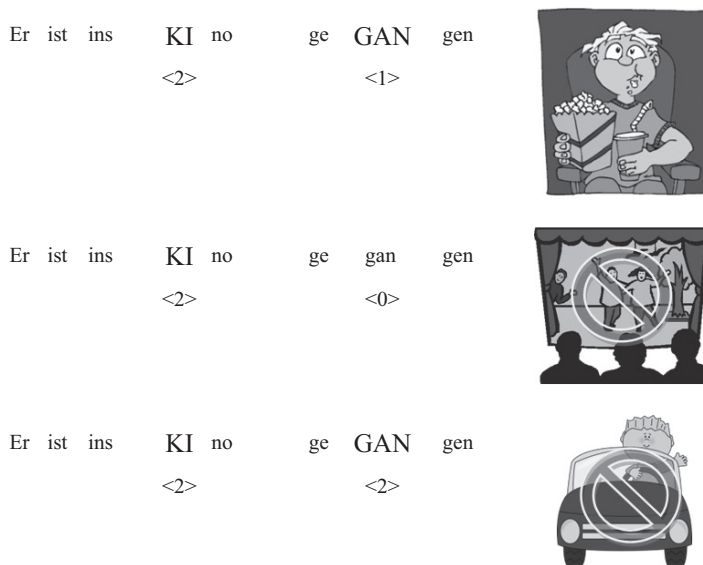 Er ist ins KI no ge GAN gen
<2> <1>
Er ist ins KI no ge gan gen
<2> <0>
Er ist ins KI no ge GAN gen
<2> <2>